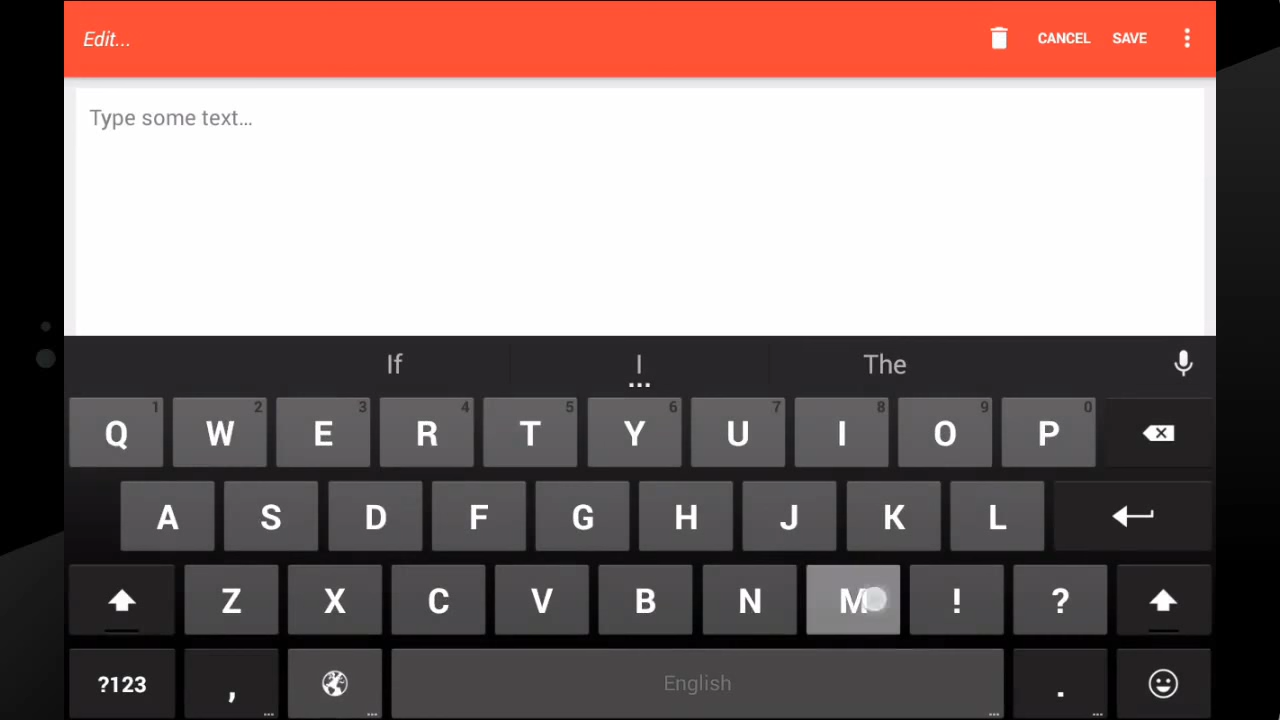 Edit...
CANCEL SAVE
Type some text...
If I The
Q 1 W 2 E 3 R 4 T 5 Y 6 U 7 I 8 O 9 P 0
A S D F G H J K L
Z X C V B N M ! ?
?123 , English .